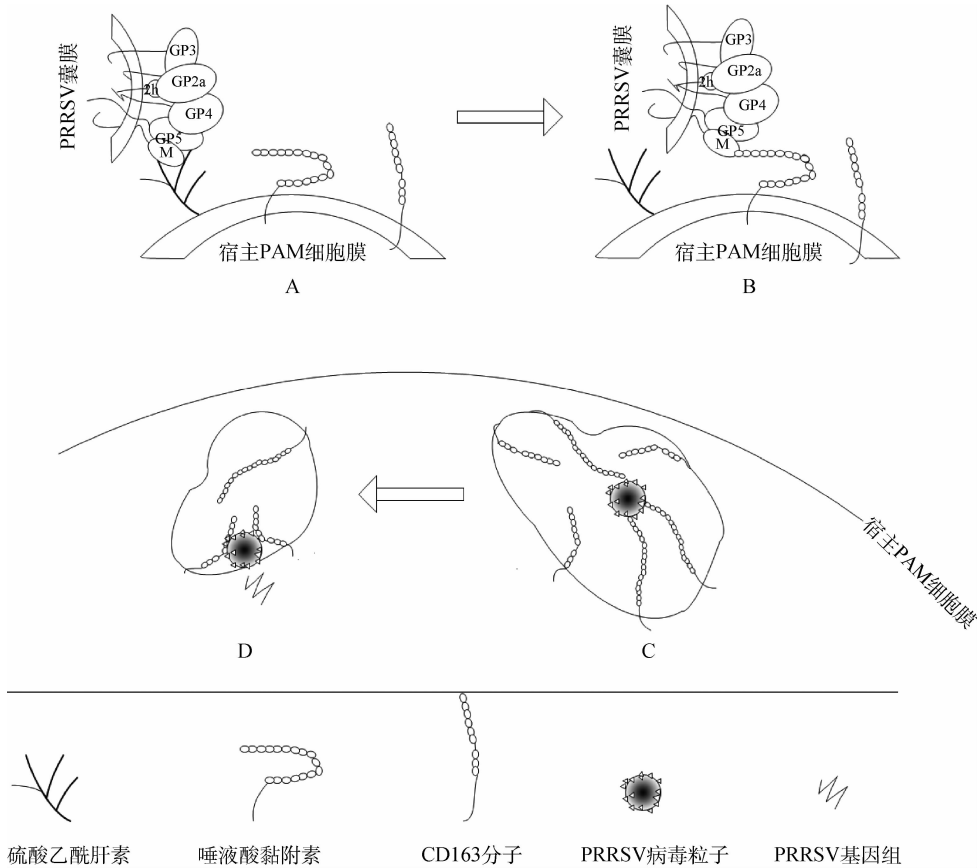 PRRSV囊膜
GP3
GP2a
2b
GP4
GP5
M
宿主PAM细胞膜
A
PRRSV囊膜
GP3
GP2a
2b
GP4
GP5
M
宿主PAM细胞膜
B
宿主PAM细胞膜
D
C
硫酸乙酰肝素
唾液酸黏附素
CD163分子
PRRSV病毒粒子
PRRSV基因组